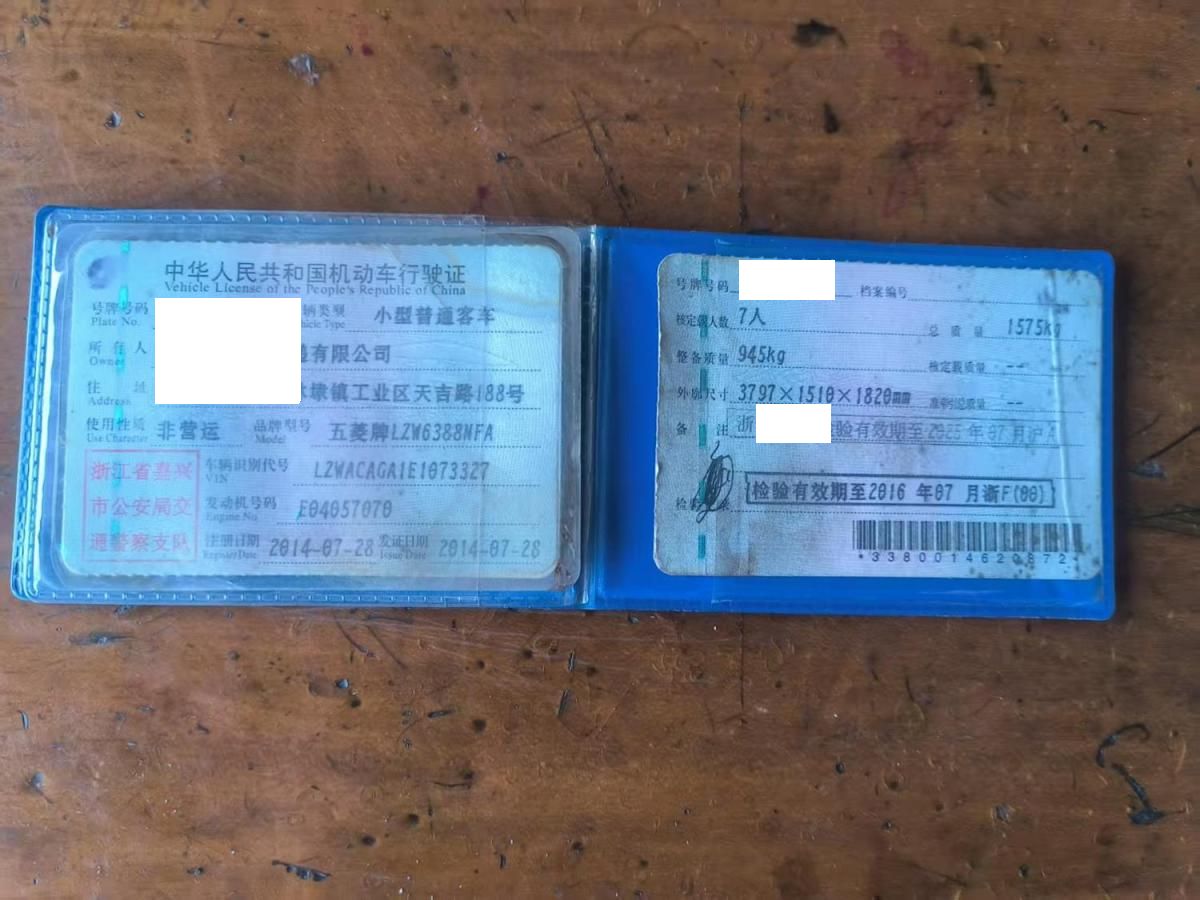 中华人民共和国机动车行驶证
Vehicle License of the People's Republic of China
号牌号码 辆类型 小型普通客车
Plate No. hicle Type
所有人 有限公司
Owner
住址 埭镇工业区天吉路188号
Address
使用性质 非营运 品牌型号 五菱牌LZW6388NFA
Use Character Model
浙江省嘉兴
市公安局交
通警察支队
车辆识别代号 LZWACAGA1E1073327
VIN
发动机号码 E04057070
Engine No.
注册日期 2014-07-28 发证日期 2014-07-28
Register Date Issue Date
号牌号码 档案编号
核定载人数 7人 总质量 1575kg
整备质量 945kg 核定载质量 --
外廓尺寸 3797×1510×1820mm 准牵引总质量 --
备注 浙 验有效期至 年07月沪A
检验 检验有效期至2016 年07 月浙F(00)